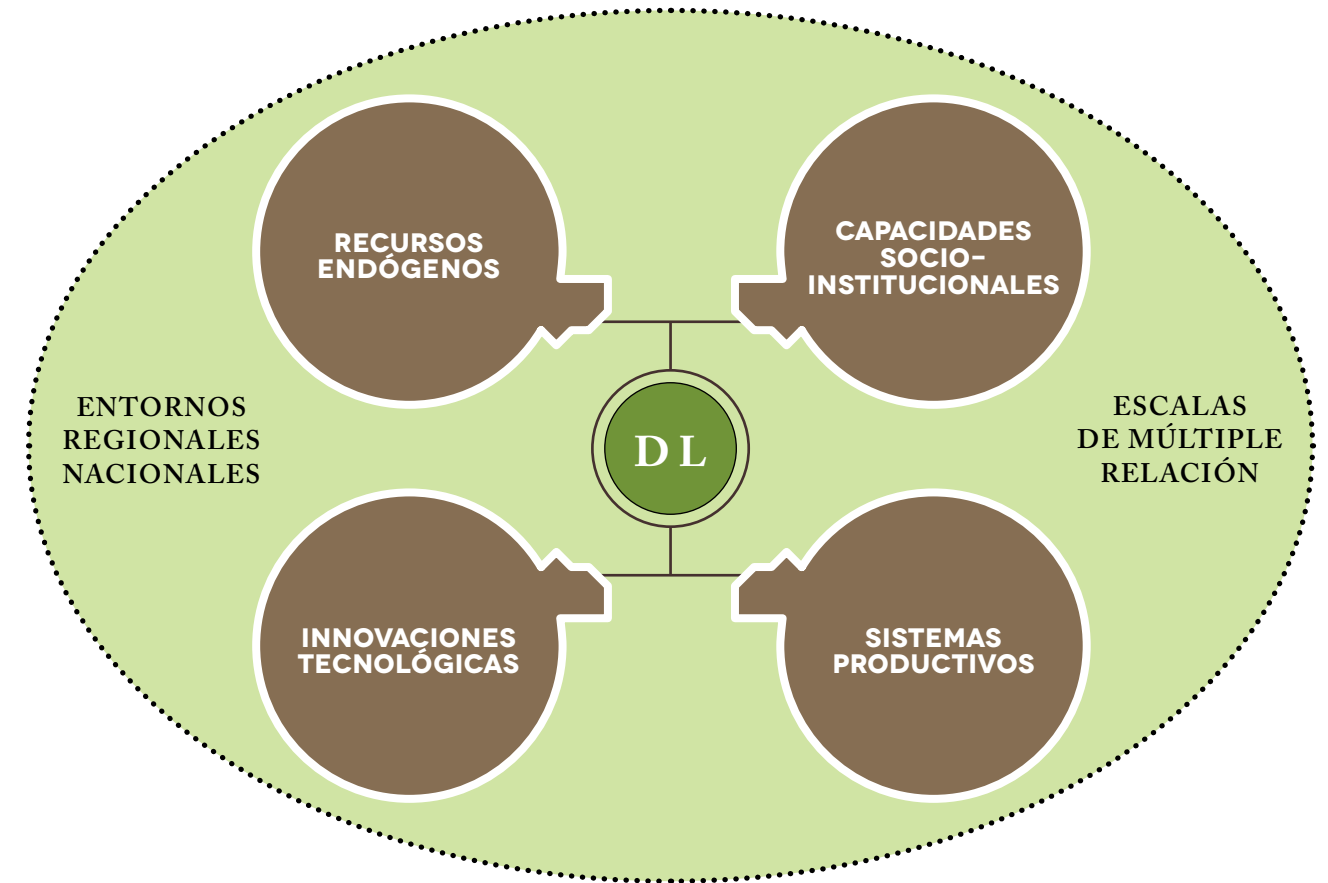 RECURSOS
ENDÓGENOS
CAPACIDADES
SOCIO-
INSTITUCIONALES
ENTORNOS
REGIONALES
NACIONALES
D L
ESCALAS
DE MÚLTIPLE
RELACIÓN
INNOVACIONES
TECNOLÓGICAS
SISTEMAS
PRODUCTIVOS